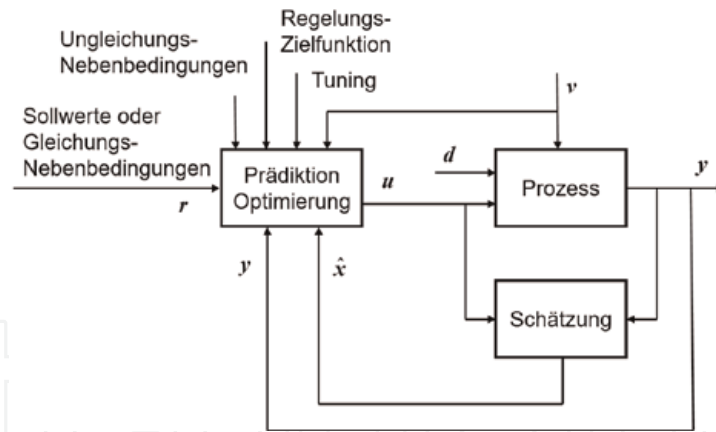 Ungleichungs-
Nebenbedingungen
Regelungs-
Zielfunktion
Tuning
v
Sollwerte oder
Gleichungs-
Nebenbedingungen
r
Prädiktion
Optimierung
u
d
Prozess
y
y
x̂
Schätzung